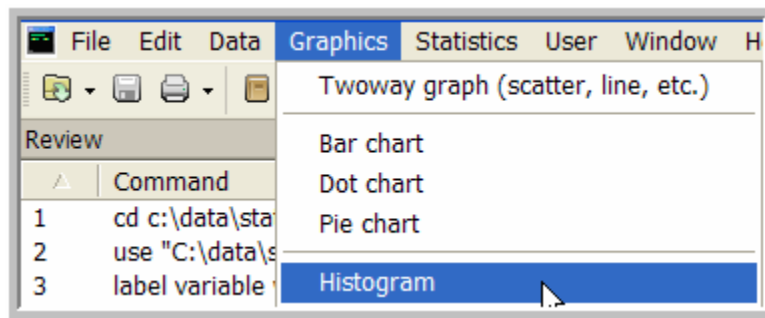 File Edit Data Graphics Statistics User Window H
Twoway graph (scatter, line, etc.)
Review
Bar chart
Command
Dot chart
1 cd c:\data\sta
Pie chart
2 use "C:\data\s
3 label variable
Histogram